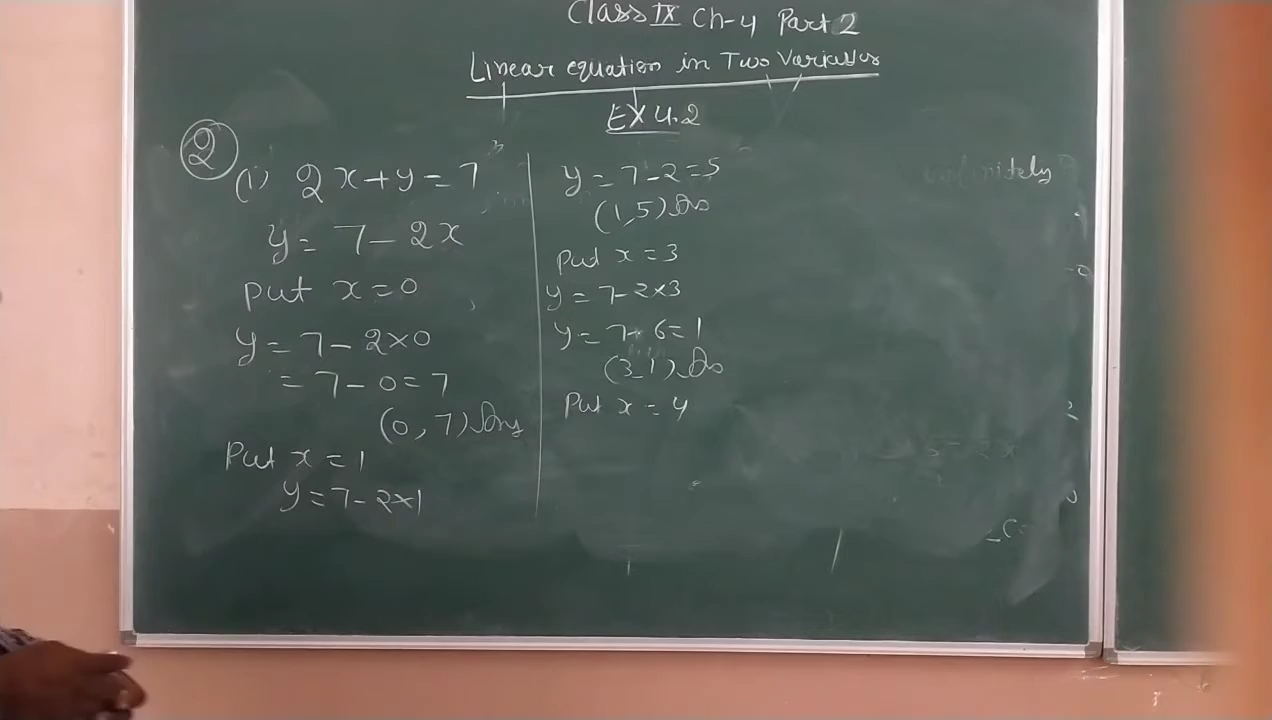 Class IX Ch-4 Part 2
Linear equation in Two Variables
EX 4.2
2
(i) 2x+y=7
y=7-2x
put x=0
y=7-2×0
=7-0=7
(0,7) Ans
Put x=1
y=7-2×1
y=7-2=5
(1,5) Ans
Put x=3
y=7-2×3
y=7-6=1
(3,1) Ans
Put x=4